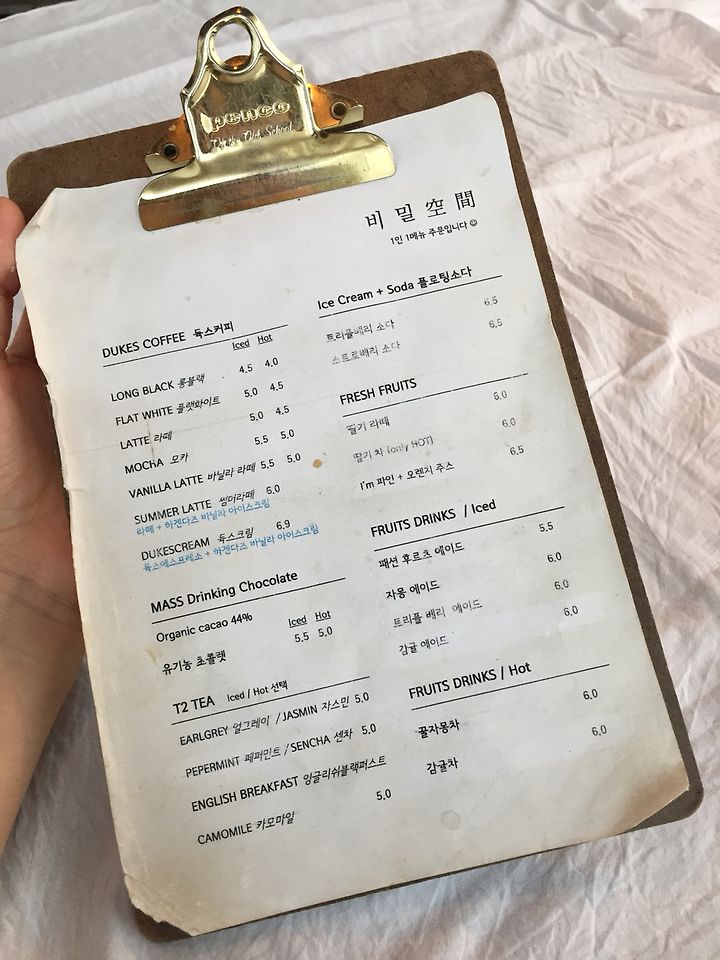 penco
비밀空間
1인 1메뉴 주문입니다 ☺
DUKES COFFEE 듁스커피
Iced Hot
LONG BLACK 롱블랙 4.5 4.0
FLAT WHITE 플랫화이트 5.0 4.5
LATTE 라떼 5.0 4.5
MOCHA 모카 5.5 5.0
VANILLA LATTE 바닐라 라떼 5.5 5.0
SUMMER LATTE 썸머라떼 6.0
라떼 + 하겐다즈 바닐라 아이스크림
DUKESCREAM 듁스크림 6.9
듁스에스프레소 + 하겐다즈 바닐라 아이스크림
MASS Drinking Chocolate
Organic cacao 44%
Iced Hot
유기농 초콜렛 5.5 5.0
T2 TEA Iced / Hot 선택
EARLGREY 얼그레이 / JASMIN 자스민 5.0
PEPERMINT 페퍼민트 / SENCHA 센차 5.0
ENGLISH BREAKFAST 잉글리쉬블랙퍼스트
CAMOMILE 카모마일 5.0
Ice Cream + Soda 플로팅소다
트리플베리 소다 6.5
스트로베리 소다 6.5
FRESH FRUITS
딸기 라떼 6.0
딸기 차 (only HOT) 6.0
I'm 파인 + 오렌지 주스 6.5
FRUITS DRINKS / Iced
패션 후르츠 에이드 5.5
자몽 에이드 6.0
트리플 베리 에이드 6.0
감귤 에이드 6.0
FRUITS DRINKS / Hot
꿀자몽차 6.0
감귤차 6.0